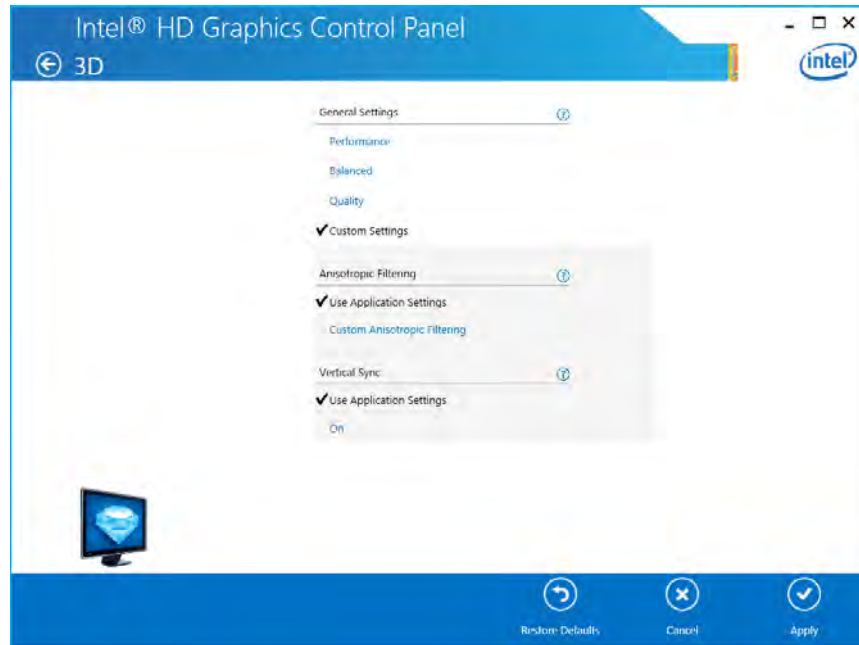 Intel® HD Graphics Control Panel
3D
intel
General Settings
Performance
Balanced
Quality
Custom Settings
Anisotropic Filtering
Use Application Settings
Custom Anisotropic Filtering
Vertical Sync
Use Application Settings
On
Restore Defaults
Cancel
Apply